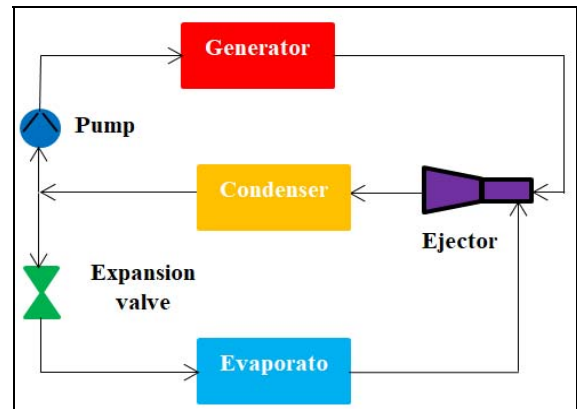 Generator
Pump
Condenser
Ejector
Expansion
valve
Evaporato